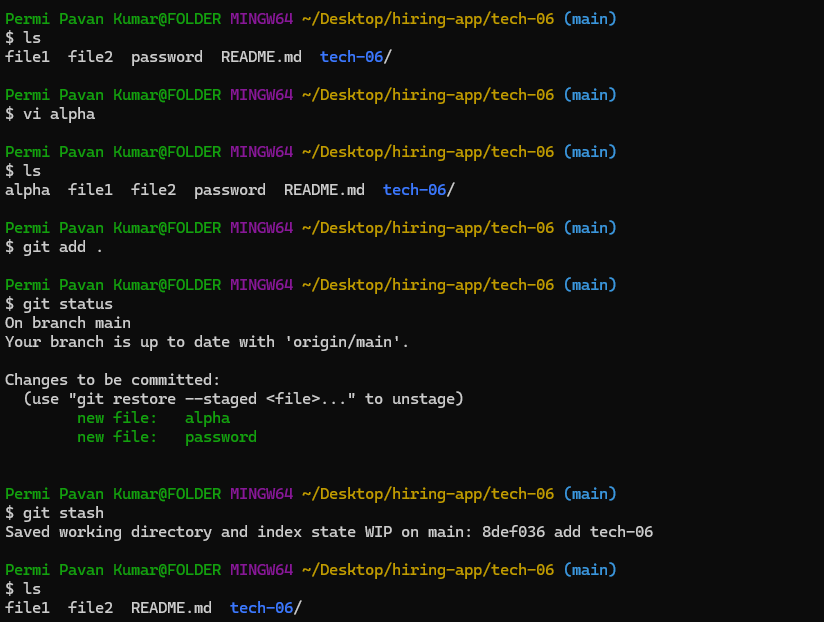 Permi Pavan Kumar@FOLDER MINGW64 ~/Desktop/hiring-app/tech-06 (main)
$ ls
file1  file2  password  README.md  tech-06/
Permi Pavan Kumar@FOLDER MINGW64 ~/Desktop/hiring-app/tech-06 (main)
$ vi alpha
Permi Pavan Kumar@FOLDER MINGW64 ~/Desktop/hiring-app/tech-06 (main)
$ ls
alpha  file1  file2  password  README.md  tech-06/
Permi Pavan Kumar@FOLDER MINGW64 ~/Desktop/hiring-app/tech-06 (main)
$ git add .
Permi Pavan Kumar@FOLDER MINGW64 ~/Desktop/hiring-app/tech-06 (main)
$ git status
On branch main
Your branch is up to date with 'origin/main'.
Changes to be committed:
  (use "git restore --staged <file>..." to unstage)
        new file:   alpha
        new file:   password
Permi Pavan Kumar@FOLDER MINGW64 ~/Desktop/hiring-app/tech-06 (main)
$ git stash
Saved working directory and index state WIP on main: 8def036 add tech-06
Permi Pavan Kumar@FOLDER MINGW64 ~/Desktop/hiring-app/tech-06 (main)
$ ls
file1  file2  README.md  tech-06/